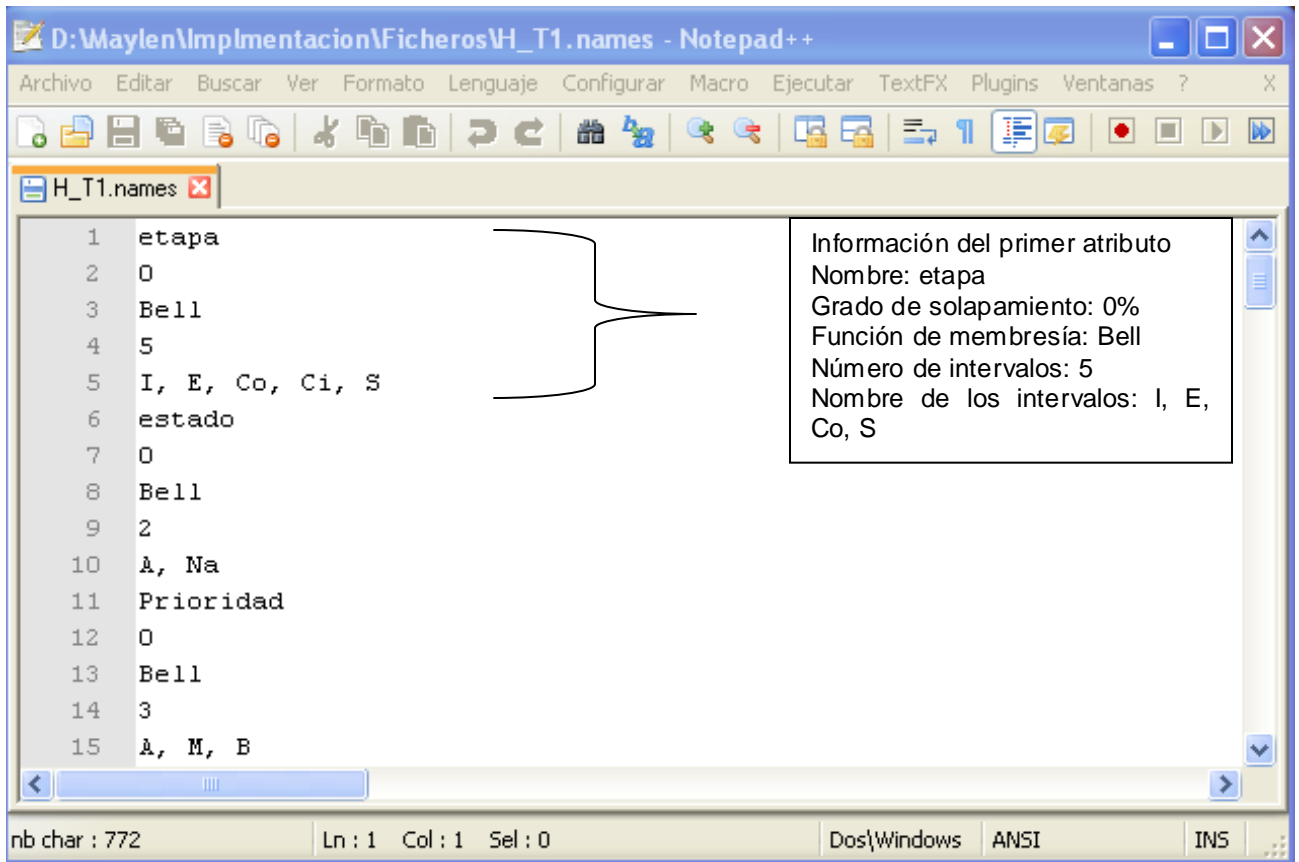 D:\Maylen\Implmentacion\Ficheros\H_T1.names - Notepad++
Archivo Editar Buscar Ver Formato Lenguaje Configurar Macro Ejecutar TextFX Plugins Ventanas ? X
H_T1.names
1 etapa
2 0
3 Bell
4 5
5 I, E, Co, Ci, S
6 estado
7 0
8 Bell
9 2
10 A, Na
11 Prioridad
12 0
13 Bell
14 3
15 A, M, B
Información del primer atributo
Nombre: etapa
Grado de solapamiento: 0%
Función de membresía: Bell
Número de intervalos: 5
Nombre de los intervalos: I, E,
Co, S
nb char : 772 Ln : 1 Col : 1 Sel : 0 Dos\Windows ANSI INS